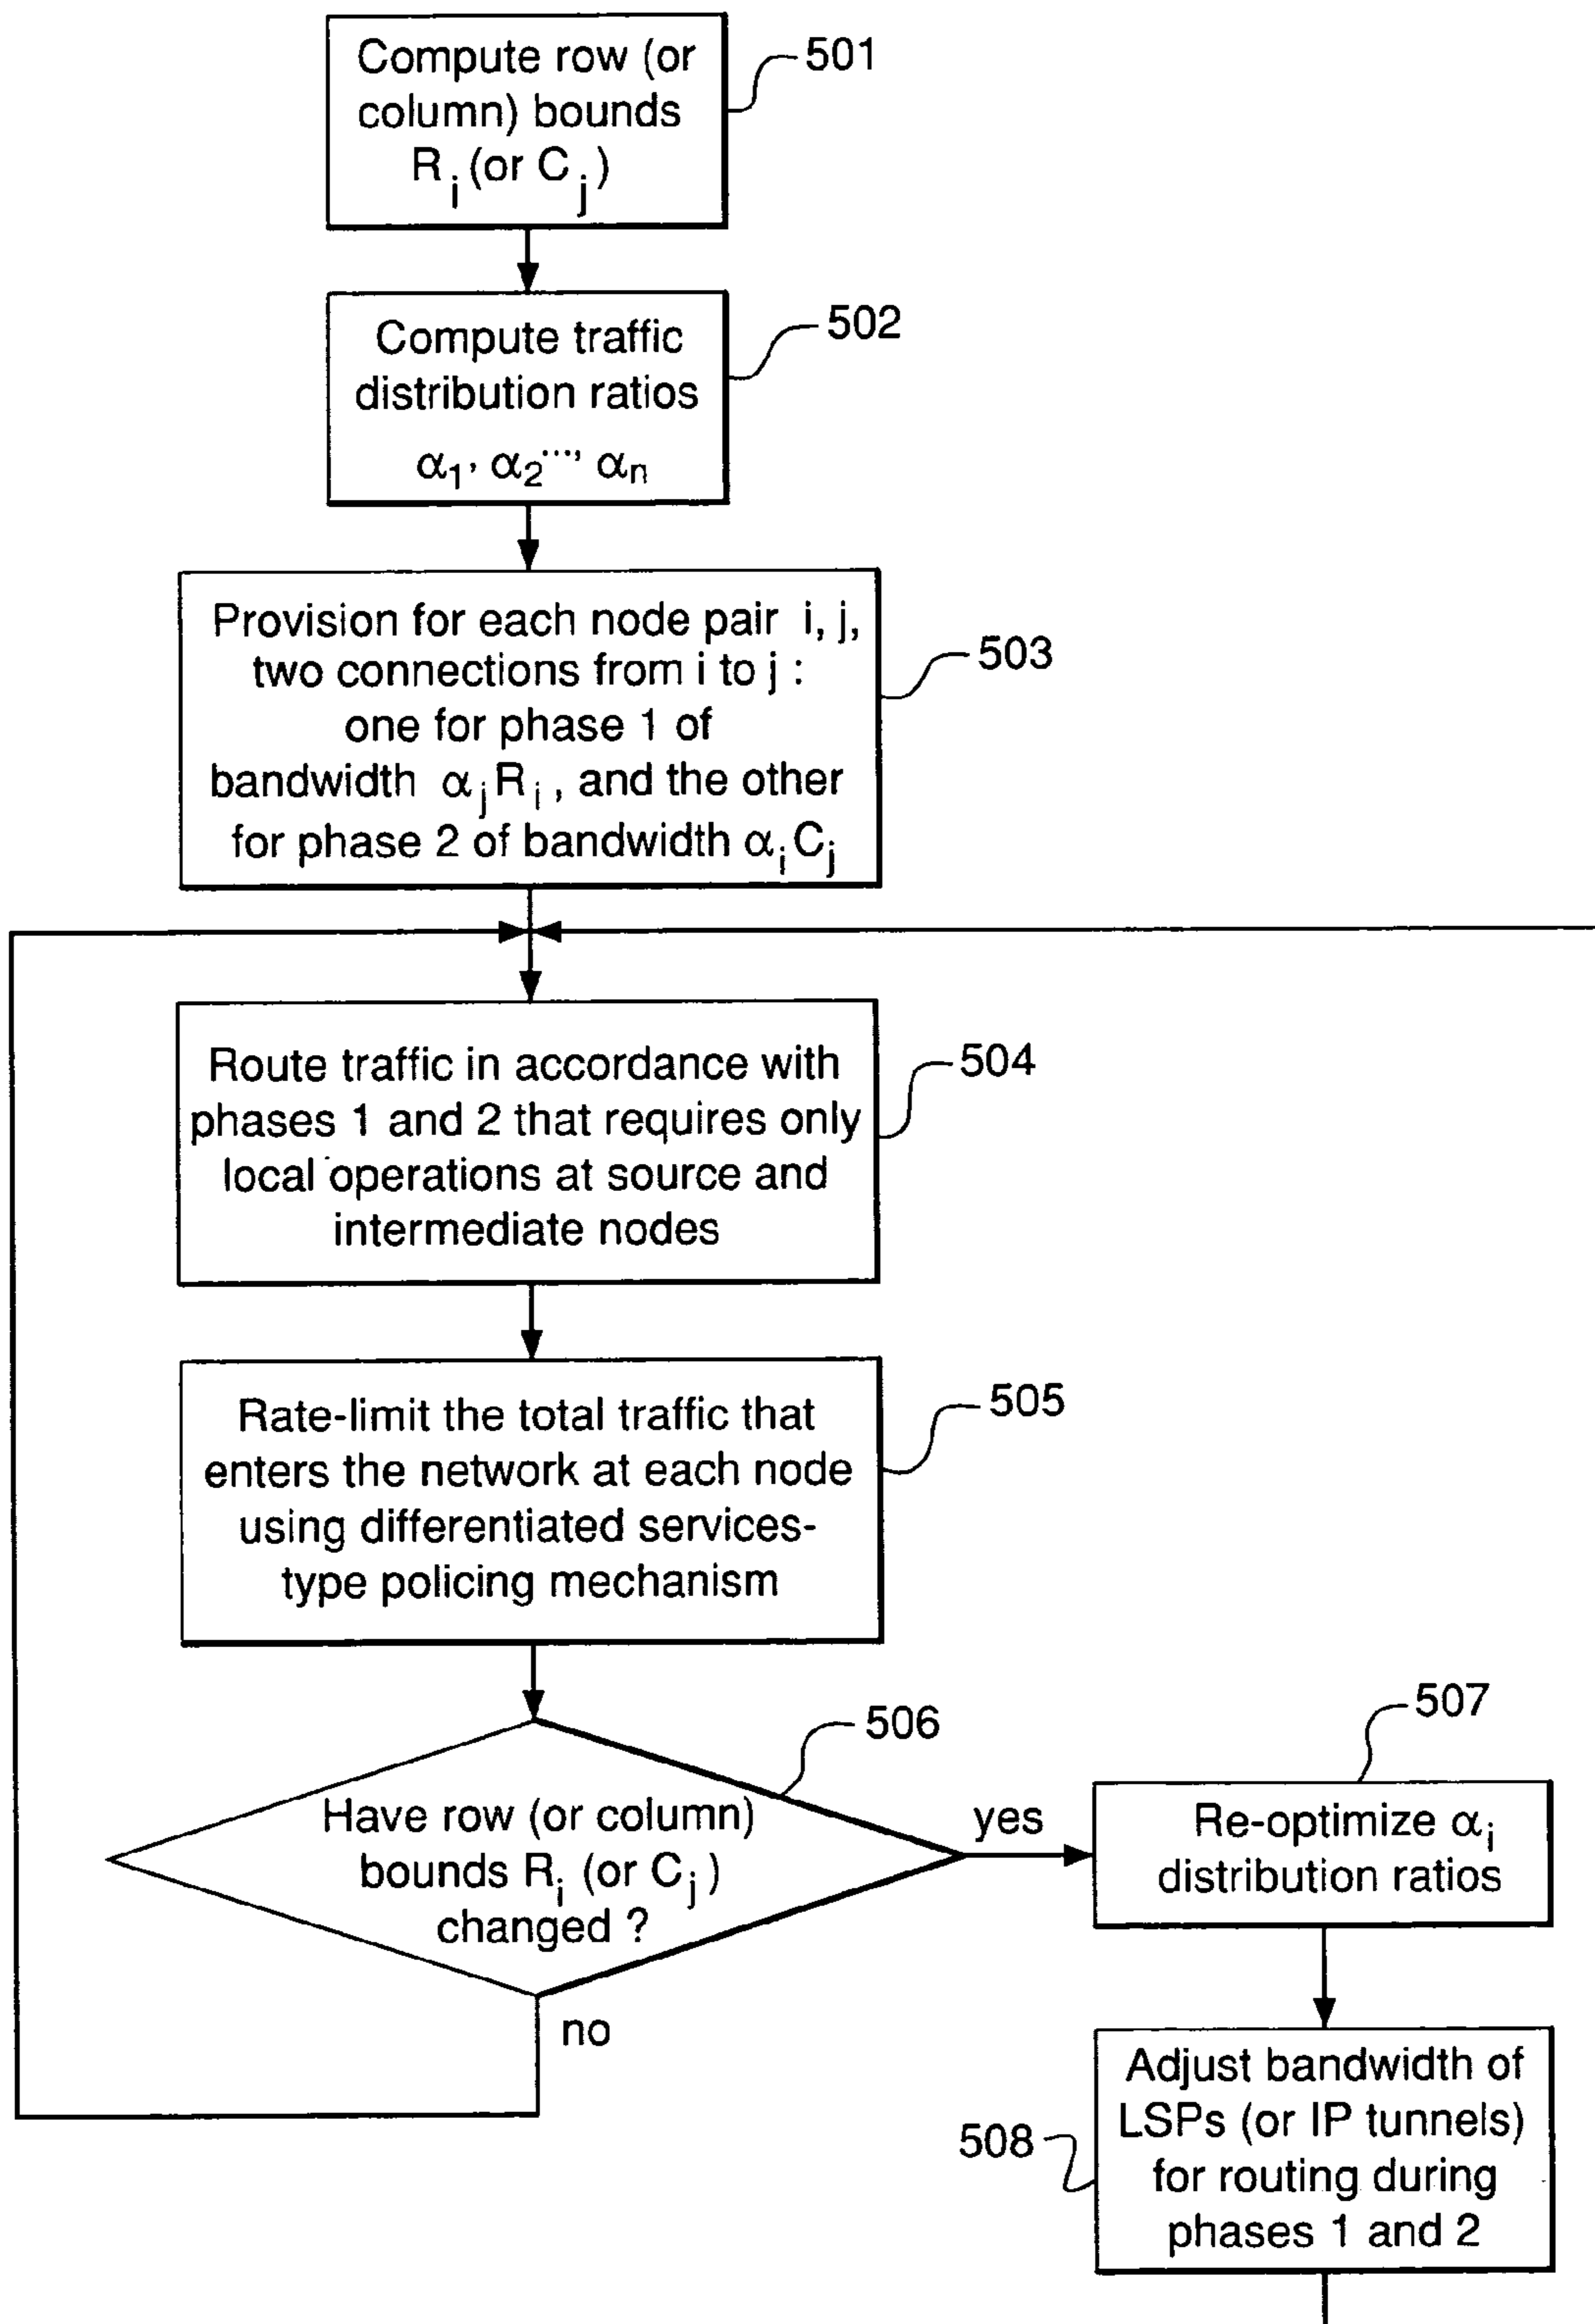 Compute row (or
column) bounds
R_i (or C_j)
501
Compute traffic
distribution ratios
α_1, α_2 ..., α_n
502
Provision for each node pair i, j,
two connections from i to j :
one for phase 1 of
bandwidth α_j R_i , and the other
for phase 2 of bandwidth α_i C_j
503
Route traffic in accordance with
phases 1 and 2 that requires only
local operations at source and
intermediate nodes
504
Rate-limit the total traffic that
enters the network at each node
using differentiated services-
type policing mechanism
505
Have row (or column)
bounds R_i (or C_j)
changed ?
506
yes
no
Re-optimize α_i
distribution ratios
507
Adjust bandwidth of
LSPs (or IP tunnels)
for routing during
phases 1 and 2
508